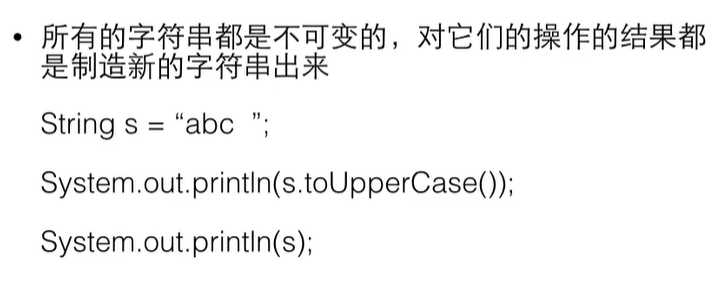 • 所有的字符串都是不可变的，对它们的操作的结果都
是制造新的字符串出来
String s = “abc  ”;
System.out.println(s.toUpperCase());
System.out.println(s);